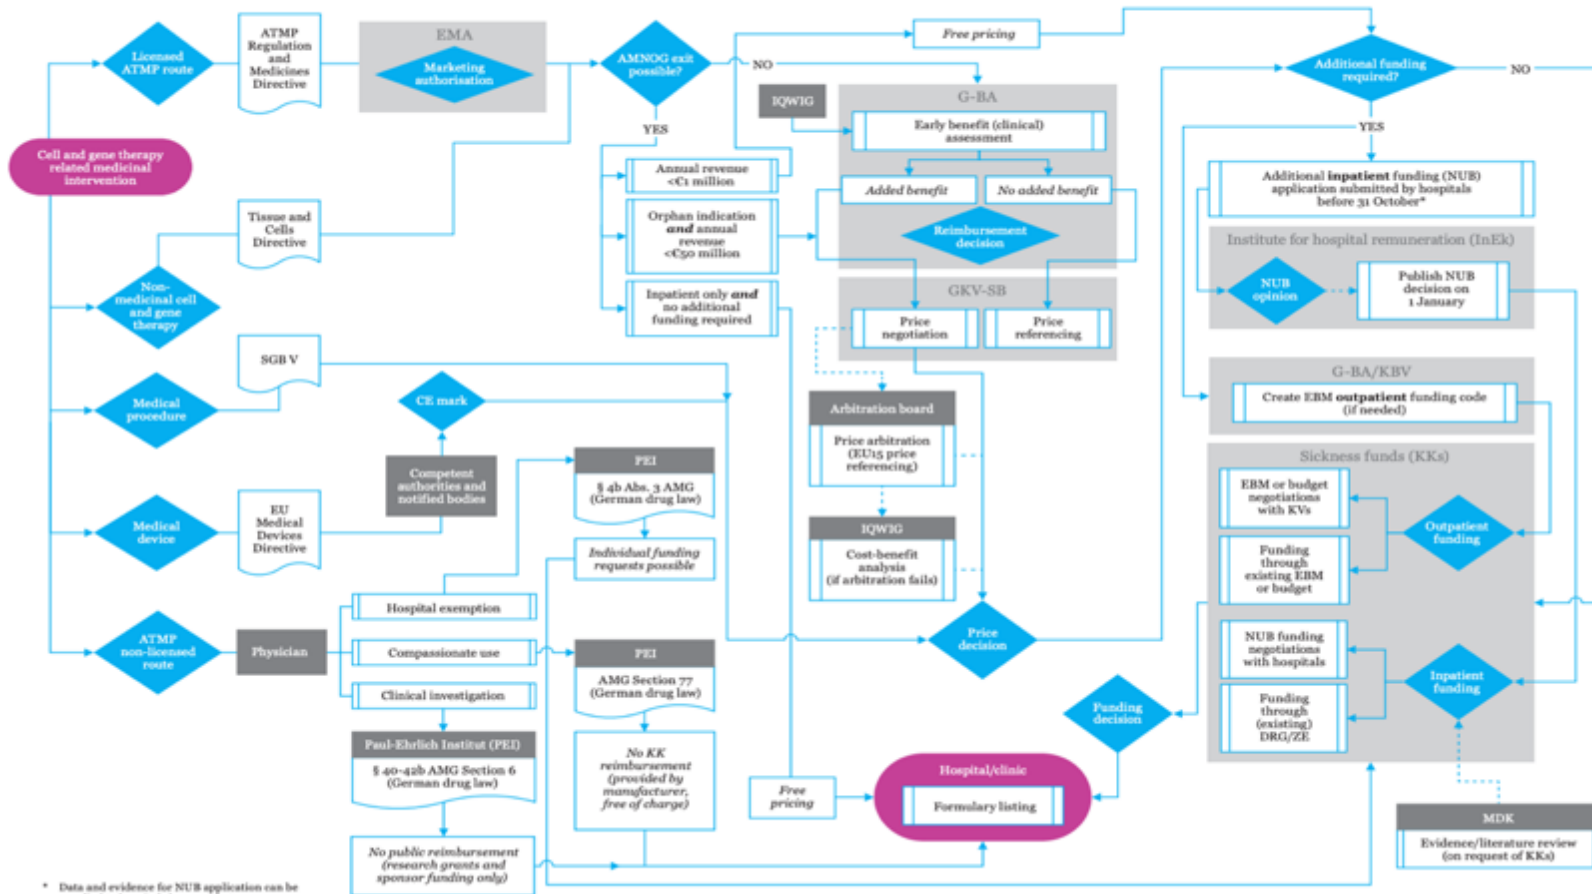 Licensed
ATMP route
ATMP
Regulation
and
Medicines
Directive
EMA
Marketing
authorisation
AMNOG exit
possible?
NO
YES
Free pricing
Additional funding
required?
NO
YES
Cell and gene therapy
related medicinal
intervention
IQWIG
G-BA
Early benefit (clinical)
assessment
Added benefit
No added benefit
Reimbursement
decision
Annual revenue
<€1 million
Orphan indication
and annual
revenue
<€50 million
Inpatient only and
no additional
funding required
Additional inpatient funding (NUB)
application submitted by hospitals
before 31 October*
Tissue and
Cells
Directive
Non-
medicinal cell
and gene
therapy
Institute for hospital remuneration (InEk)
NUB
opinion
Publish NUB
decision on
1 January
GKV-SB
Price
negotiation
Price
referencing
SGB V
Medical
procedure
CE mark
G-BA/KBV
Create EBM outpatient funding code
(if needed)
Arbitration board
Price arbitration
(EU15 price
referencing)
IQWIG
Cost-benefit
analysis
(if arbitration fails)
Competent
authorities and
notified bodies
PEI
§ 4b Abs. 3 AMG
(German drug law)
Individual funding
requests possible
Medical
device
EU
Medical
Devices
Directive
Sickness funds (KKs)
EBM or budget
negotiations
with KVs
Funding
through
existing EBM
or budget
Outpatient
funding
NUB funding
negotiations
with hospitals
Funding
through
(existing)
DRG/ZE
Inpatient
funding
ATMP
non-licensed
route
Physician
Hospital exemption
Compassionate use
Clinical investigation
PEI
AMG Section 77
(German drug law)
Price
decision
Funding
decision
Paul-Ehrlich Institut (PEI)
§ 40-42b AMG Section 6
(German drug law)
No KK
reimbursement
(provided by
manufacturer,
free of charge)
Free
pricing
Hospital/clinic
Formulary listing
MDK
Evidence/literature review
(on request of KKs)
No public reimbursement
(research grants and
sponsor funding only)
* Data and evidence for NUB application can be